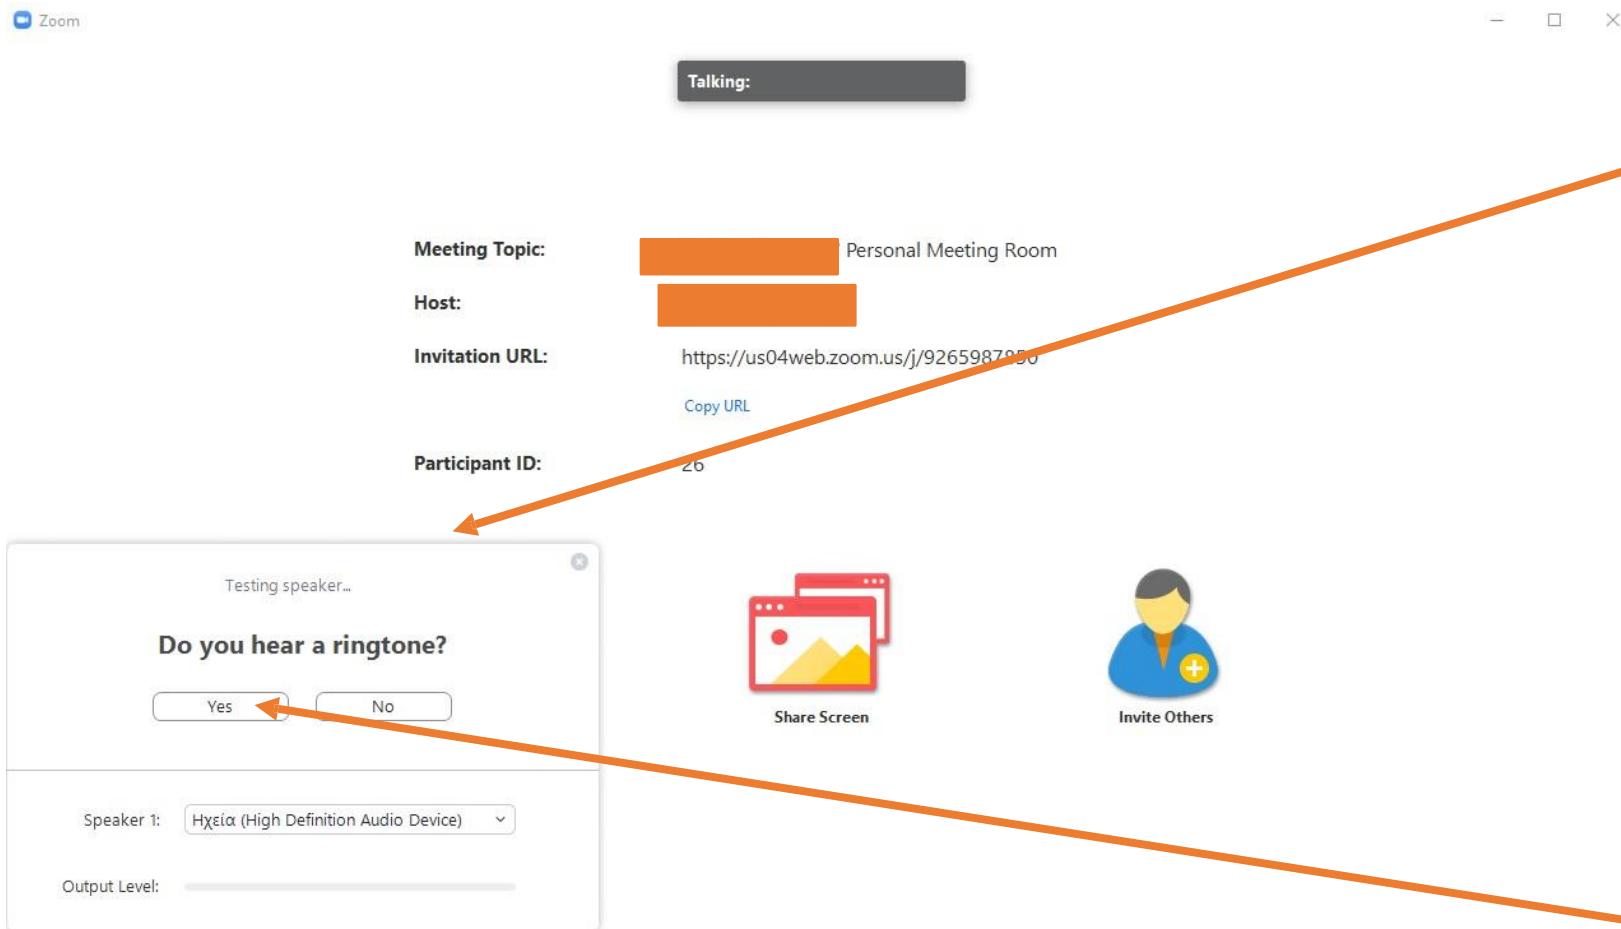 Zoom
Talking:
Meeting Topic: Personal Meeting Room
Host:
Invitation URL: https://us04web.zoom.us/j/9265987850
Copy URL
Participant ID: 26
Testing speaker...
Do you hear a ringtone?
Yes No
Share Screen Invite Others
Speaker 1: Ηχεία (High Definition Audio Device)
Output Level: